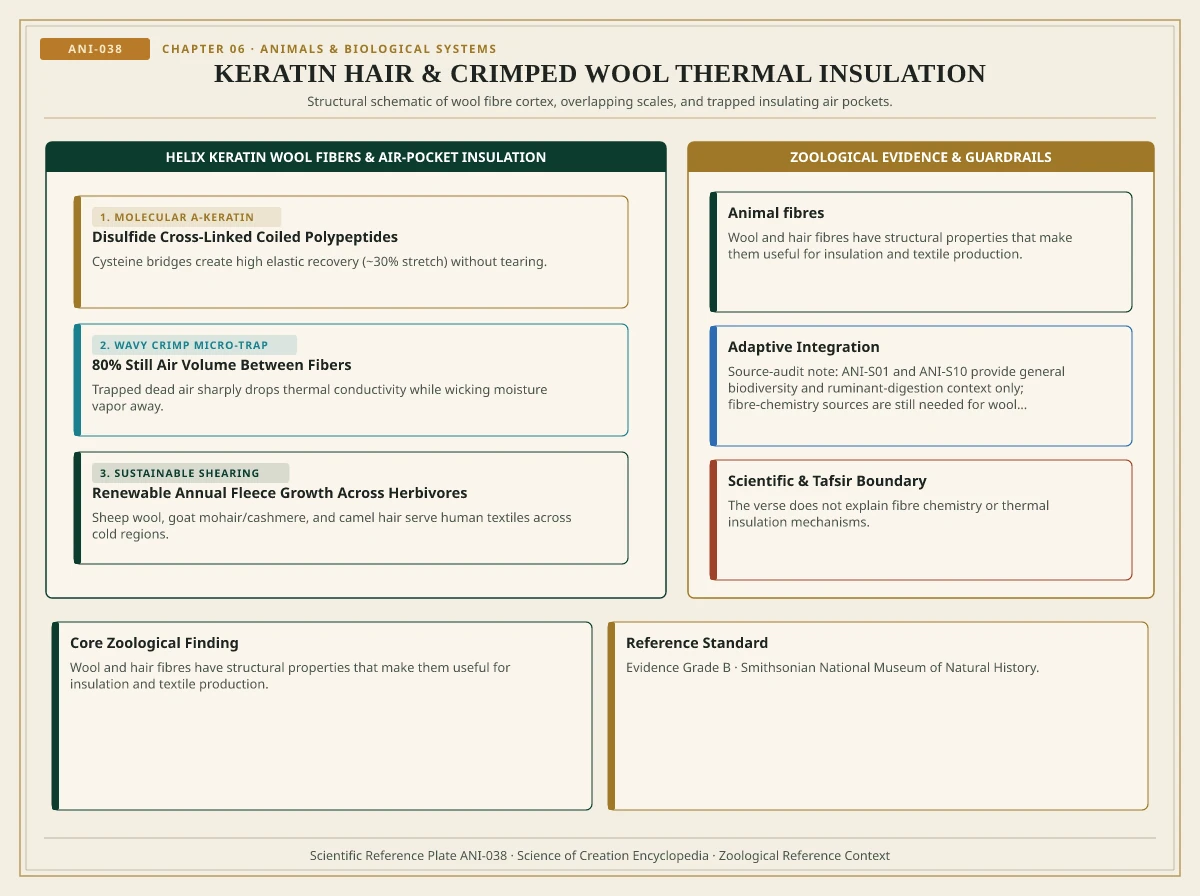 ANI-038
CHAPTER 06 · ANIMALS & BIOLOGICAL SYSTEMS
KERATIN HAIR & CRIMPED WOOL THERMAL INSULATION
Structural schematic of wool fibre cortex, overlapping scales, and trapped insulating air pockets.
HELIX KERATIN WOOL FIBERS & AIR-POCKET INSULATION
1. MOLECULAR A-KERATIN
Disulfide Cross-Linked Coiled Polypeptides
Cysteine bridges create high elastic recovery (~30% stretch) without tearing.
2. WAVY CRIMP MICRO-TRAP
80% Still Air Volume Between Fibers
Trapped dead air sharply drops thermal conductivity while wicking moisture
vapor away.
3. SUSTAINABLE SHEARING
Renewable Annual Fleece Growth Across Herbivores
Sheep wool, goat mohair/cashmere, and camel hair serve human textiles across
cold regions.
ZOOLOGICAL EVIDENCE & GUARDRAILS
Animal fibres
Wool and hair fibres have structural properties that make
them useful for insulation and textile production.
Adaptive Integration
Source-audit note: ANI-S01 and ANI-S10 provide general
biodiversity and ruminant-digestion context only;
fibre-chemistry sources are still needed for wool...
Scientific & Tafsir Boundary
The verse does not explain fibre chemistry or thermal
insulation mechanisms.
Core Zoological Finding
Wool and hair fibres have structural properties that make them useful for
insulation and textile production.
Reference Standard
Evidence Grade B · Smithsonian National Museum of Natural History.
Scientific Reference Plate ANI-038 · Science of Creation Encyclopedia · Zoological Reference Context